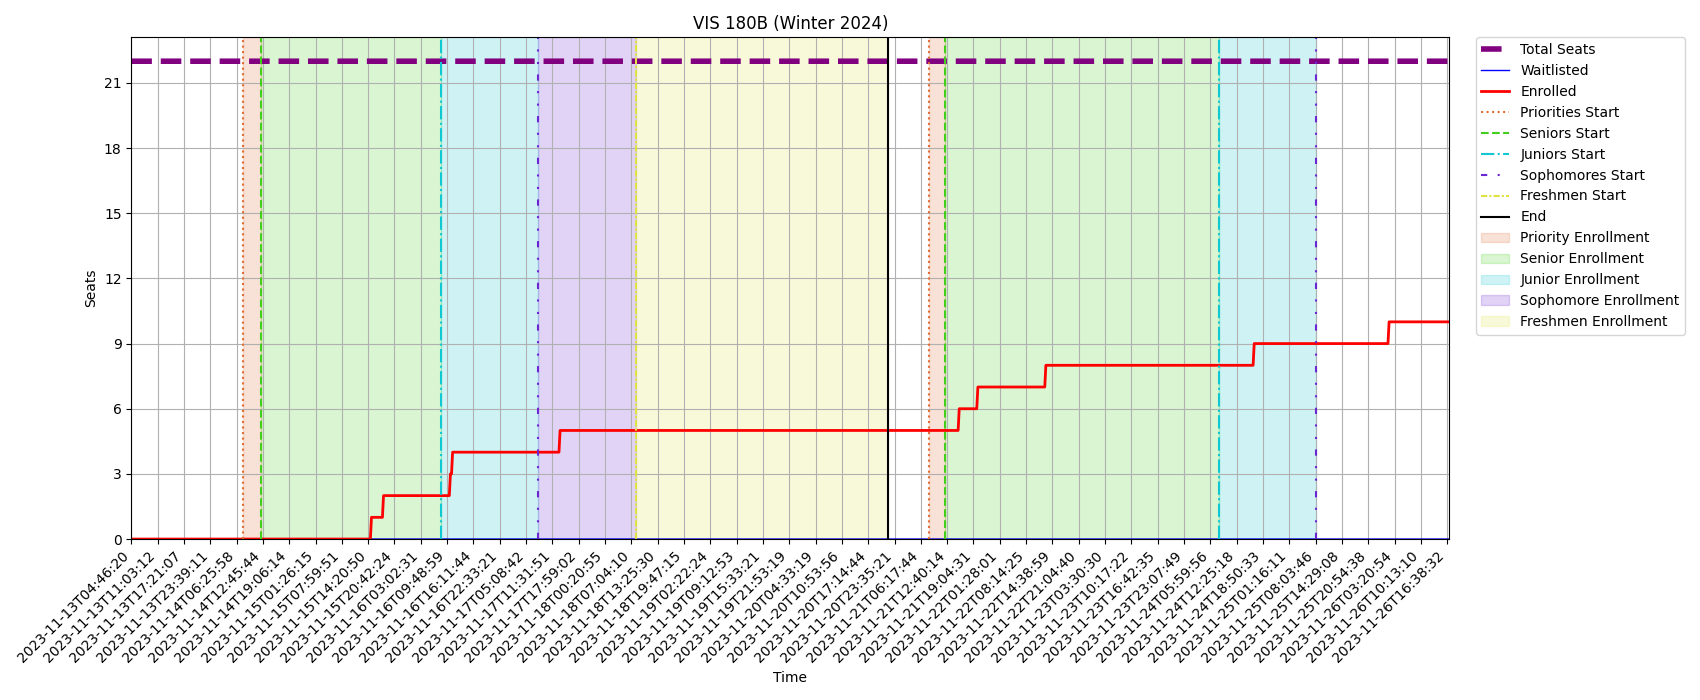 VIS 180B (Winter 2024)
Seats
21
18
15
12
9
6
3
0
2023-11-13T04:46:20
2023-11-13T11:03:12
2023-11-13T17:21:07
2023-11-13T23:39:11
2023-11-14T06:25:58
2023-11-14T12:45:44
2023-11-14T19:06:14
2023-11-15T01:26:15
2023-11-15T07:59:51
2023-11-15T14:20:50
2023-11-15T20:42:24
2023-11-16T03:02:31
2023-11-16T09:48:59
2023-11-16T16:11:44
2023-11-16T22:33:21
2023-11-17T05:08:42
2023-11-17T11:31:51
2023-11-17T17:59:02
2023-11-18T00:20:55
2023-11-18T07:04:10
2023-11-18T13:25:30
2023-11-18T19:47:15
2023-11-19T02:22:24
2023-11-19T09:12:53
2023-11-19T15:33:21
2023-11-19T21:53:19
2023-11-20T04:33:19
2023-11-20T10:53:56
2023-11-20T17:14:44
2023-11-20T23:35:21
2023-11-21T06:17:44
2023-11-21T12:40:14
2023-11-21T19:04:31
2023-11-22T01:28:01
2023-11-22T08:14:25
2023-11-22T14:38:59
2023-11-22T21:04:40
2023-11-23T03:30:30
2023-11-23T10:17:22
2023-11-23T16:42:35
2023-11-23T23:07:49
2023-11-24T05:59:56
2023-11-24T12:25:18
2023-11-24T18:50:33
2023-11-25T01:16:11
2023-11-25T08:03:46
2023-11-25T14:29:08
2023-11-25T20:54:38
2023-11-26T03:20:54
2023-11-26T10:13:10
2023-11-26T16:38:32
Time
Total Seats
Waitlisted
Enrolled
Priorities Start
Seniors Start
Juniors Start
Sophomores Start
Freshmen Start
End
Priority Enrollment
Senior Enrollment
Junior Enrollment
Sophomore Enrollment
Freshmen Enrollment